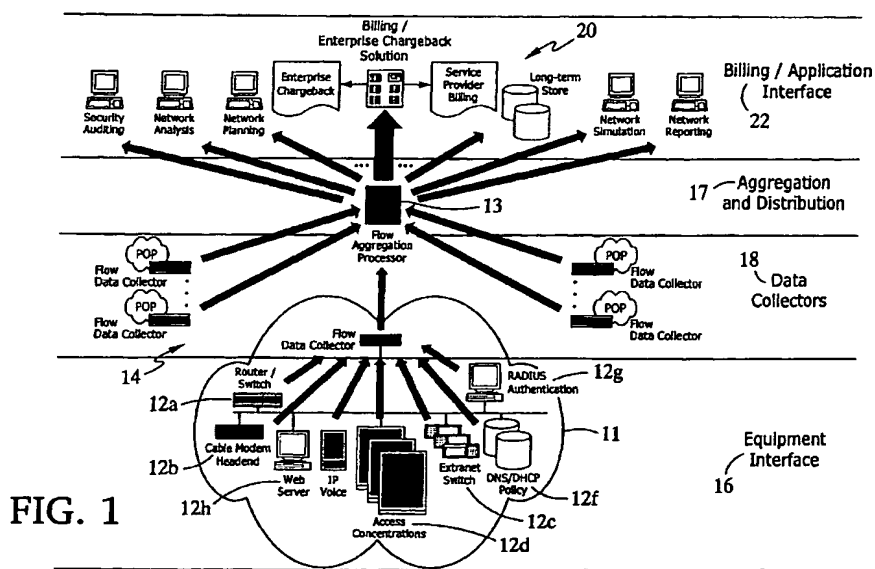 Billing /
Enterprise Chargeback
Solution
20
Enterprise
Chargeback
Service
Provider
Billing
Long-term
Store
Billing / Application
Interface
22
Security
Auditing
Network
Analysis
Network
Planning
Network
Simulation
Network
Reporting
13
17
Aggregation
and Distribution
Flow
Aggregation
Processor
POP
Flow
Data Collector
POP
Flow
Data Collector
POP
Flow
Data Collector
POP
Flow
Data Collector
18
Data
Collectors
14
Flow
Data Collector
Router /
Switch
12a
RADIUS
Authentication
12g
11
Cable Modem
Headend
12b
Web
Server
12h
IP
Voice
Access
Concentrations
12d
Extranet
Switch
12c
DNS/DHCP
Policy
12f
Equipment
Interface
16
FIG. 1